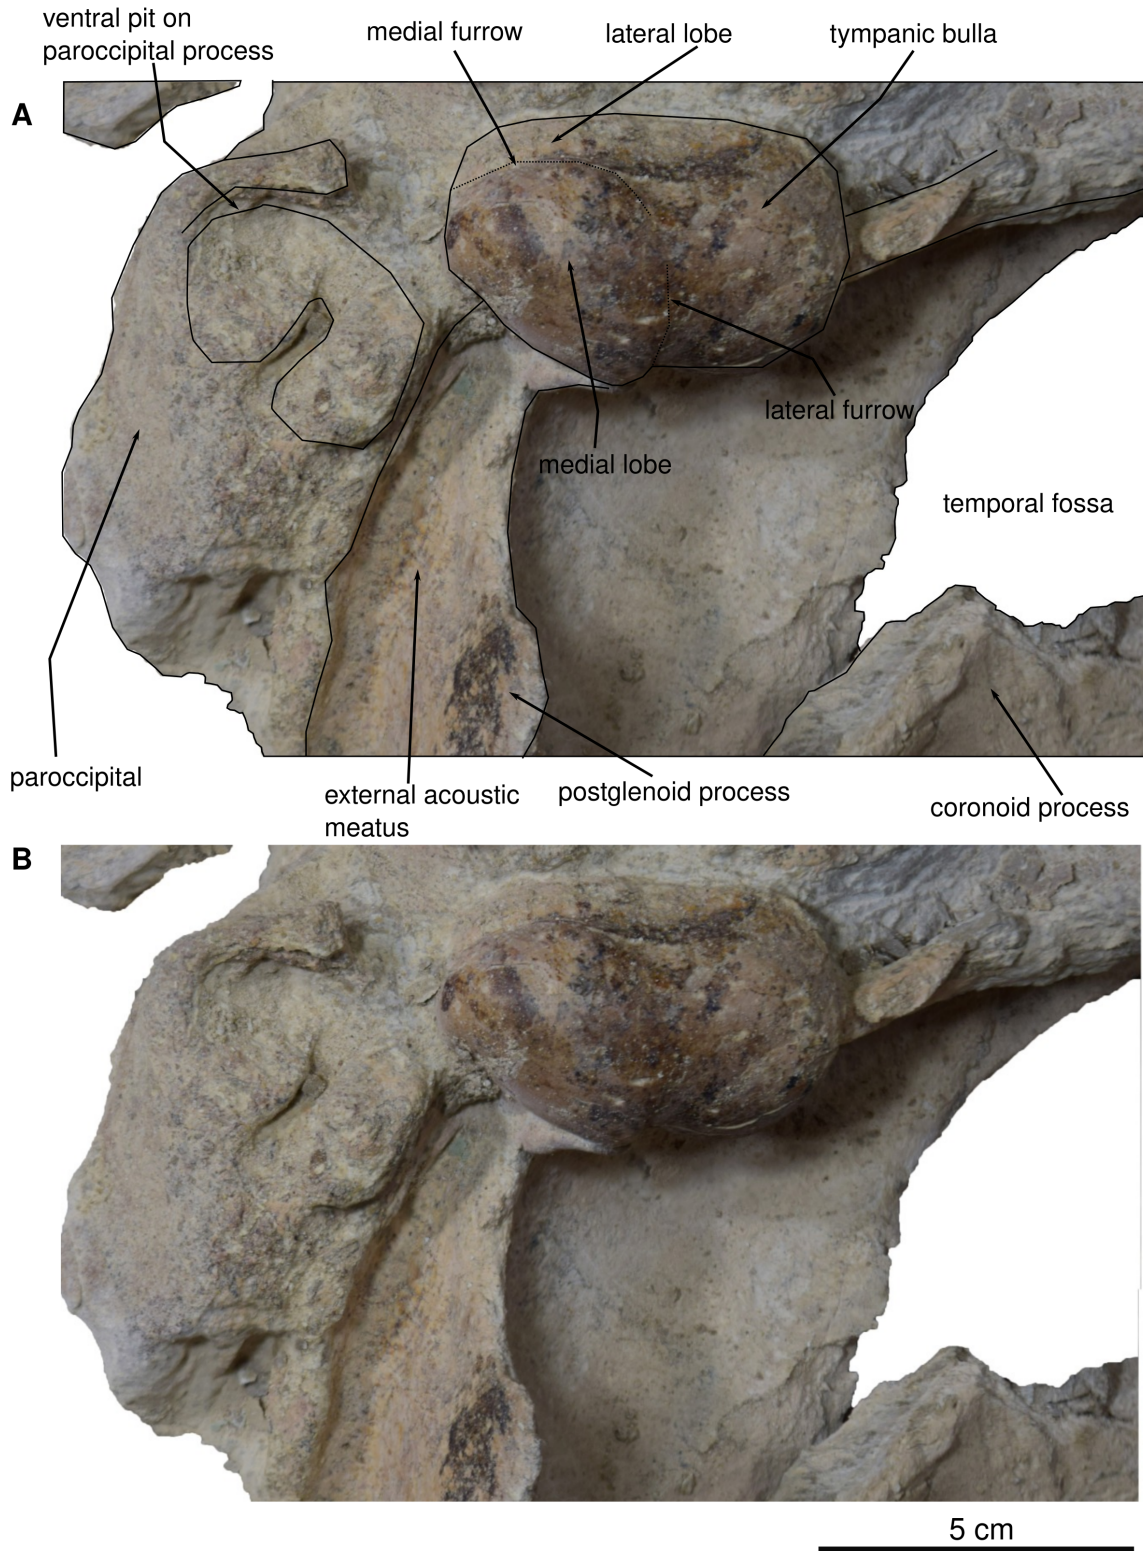 ventral pit on
paroccipital process
medial furrow
lateral lobe
tympanic bulla
A
lateral furrow
medial lobe
temporal fossa
paroccipital
external acoustic
meatus
postglenoid process
coronoid process
B
5 cm